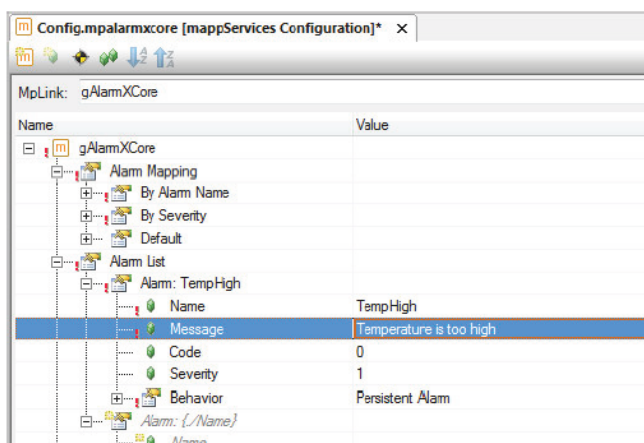 Config.mpalarmxcore [mappServices Configuration]*
MpLink: gAlarmXCore
Name Value
gAlarmXCore
Alarm Mapping
By Alarm Name
By Severity
Default
Alarm List
Alarm: TempHigh
Name TempHigh
Message Temperature is too high
Code 0
Severity 1
Behavior Persistent Alarm
Alarm: {./Name}
Name